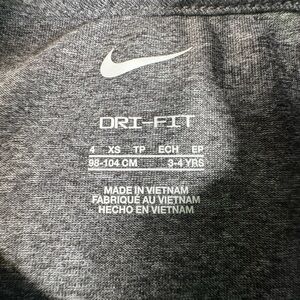 DRI-FIT
4 XS TP ECH EP
98-104 CM 3-4 YRS
MADE IN VIETNAM
FABRIQUÉ AU VIETNAM
HECHO EN VIETNAM